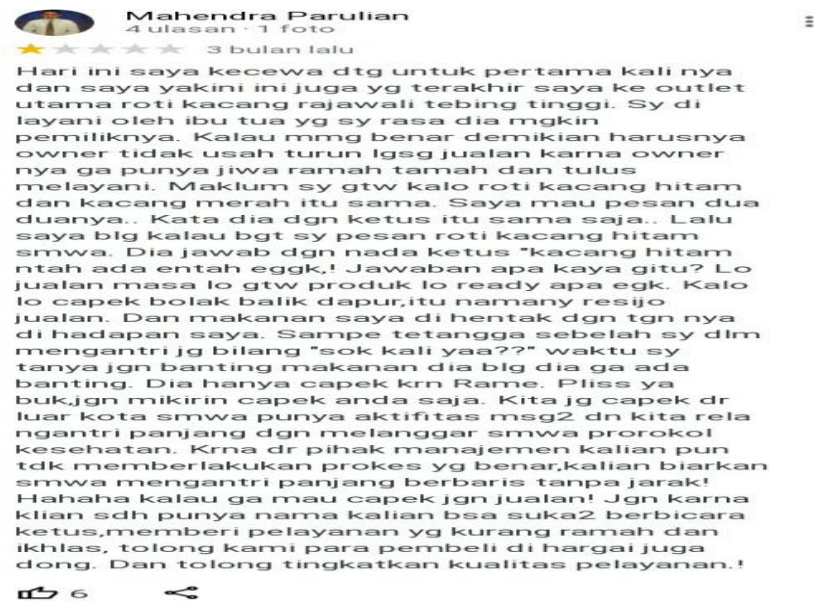 Mahendra Parulian
4 ulasan · 1 foto
3 bulan lalu
Hari ini saya kecewa dtg untuk pertama kali nya
dan saya yakini ini juga yg terakhir saya ke outlet
utama roti kacang rajawali tebing tinggi. Sy di
layani oleh ibu tua yg sy rasa dia mgkin
pemiliknya. Kalau mmg benar demikian harusnya
owner tidak usah turun lgsg jualan karna owner
nya ga punya jiwa ramah tamah dan tulus
melayani. Maklum sy gtw kalo roti kacang hitam
dan kacang merah itu sama. Saya mau pesan dua
duanya.. Kata dia dgn ketus itu sama saja.. Lalu
saya blg kalau bgt sy pesan roti kacang hitam
smwa. Dia jawab dgn nada ketus "kacang hitam
ntah ada entah eggk,! Jawaban apa kaya gitu? Lo
jualan masa lo gtw produk lo ready apa egk. Kalo
lo capek bolak balik dapur,itu namany resijo
jualan. Dan makanan saya di hentak dgn tgn nya
di hadapan saya. Sampe tetangga sebelah sy dlm
mengantri jg bilang "sok kali yaa??" waktu sy
tanya jgn banting makanan dia blg dia ga ada
banting. Dia hanya capek krn Rame. Pliss ya
buk,jgn mikirin capek anda saja. Kita jg capek dr
luar kota smwa punya aktifitas msg2 dn kita rela
ngantri panjang dgn melanggar smwa prorokol
kesehatan. Krna dr pihak manajemen kalian pun
tdk memberlakukan prokes yg benar,kalian biarkan
smwa mengantri panjang berbaris tanpa jarak!
Hahaha kalau ga mau capek jgn jualan! Jgn karna
klian sdh punya nama kalian bsa suka2 berbicara
ketus,memberi pelayanan yg kurang ramah dan
ikhlas, tolong kami para pembeli di hargai juga
dong. Dan tolong tingkatkan kualitas pelayanan.!
6